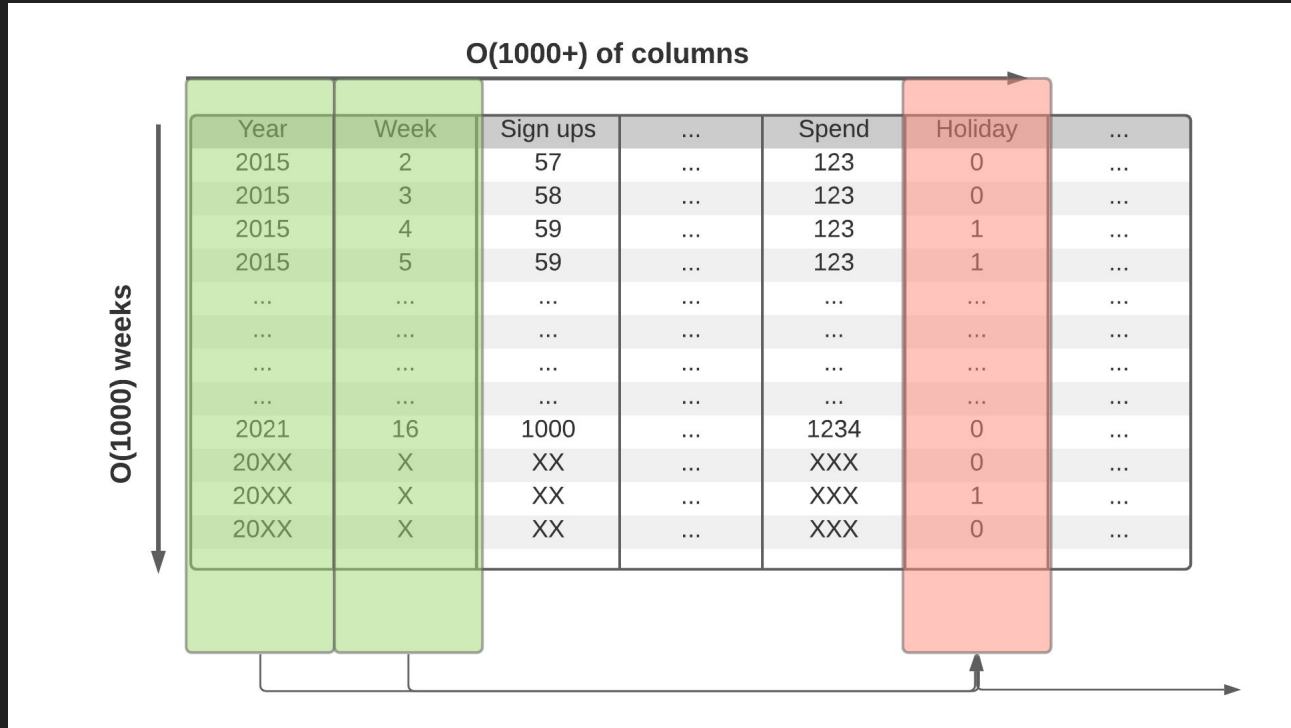 O(1000+) of columns
O(1000) weeks
Year Week Sign ups ... Spend Holiday ...
2015 2 57 ... 123 0 ...
2015 3 58 ... 123 0 ...
2015 4 59 ... 123 1 ...
2015 5 59 ... 123 1 ...
... ... ... ... ... ... ...
... ... ... ... ... ... ...
... ... ... ... ... ... ...
... ... ... ... ... ... ...
2021 16 1000 ... 1234 0 ...
20XX X XX ... XXX 0 ...
20XX X XX ... XXX 1 ...
20XX X XX ... XXX 0 ...